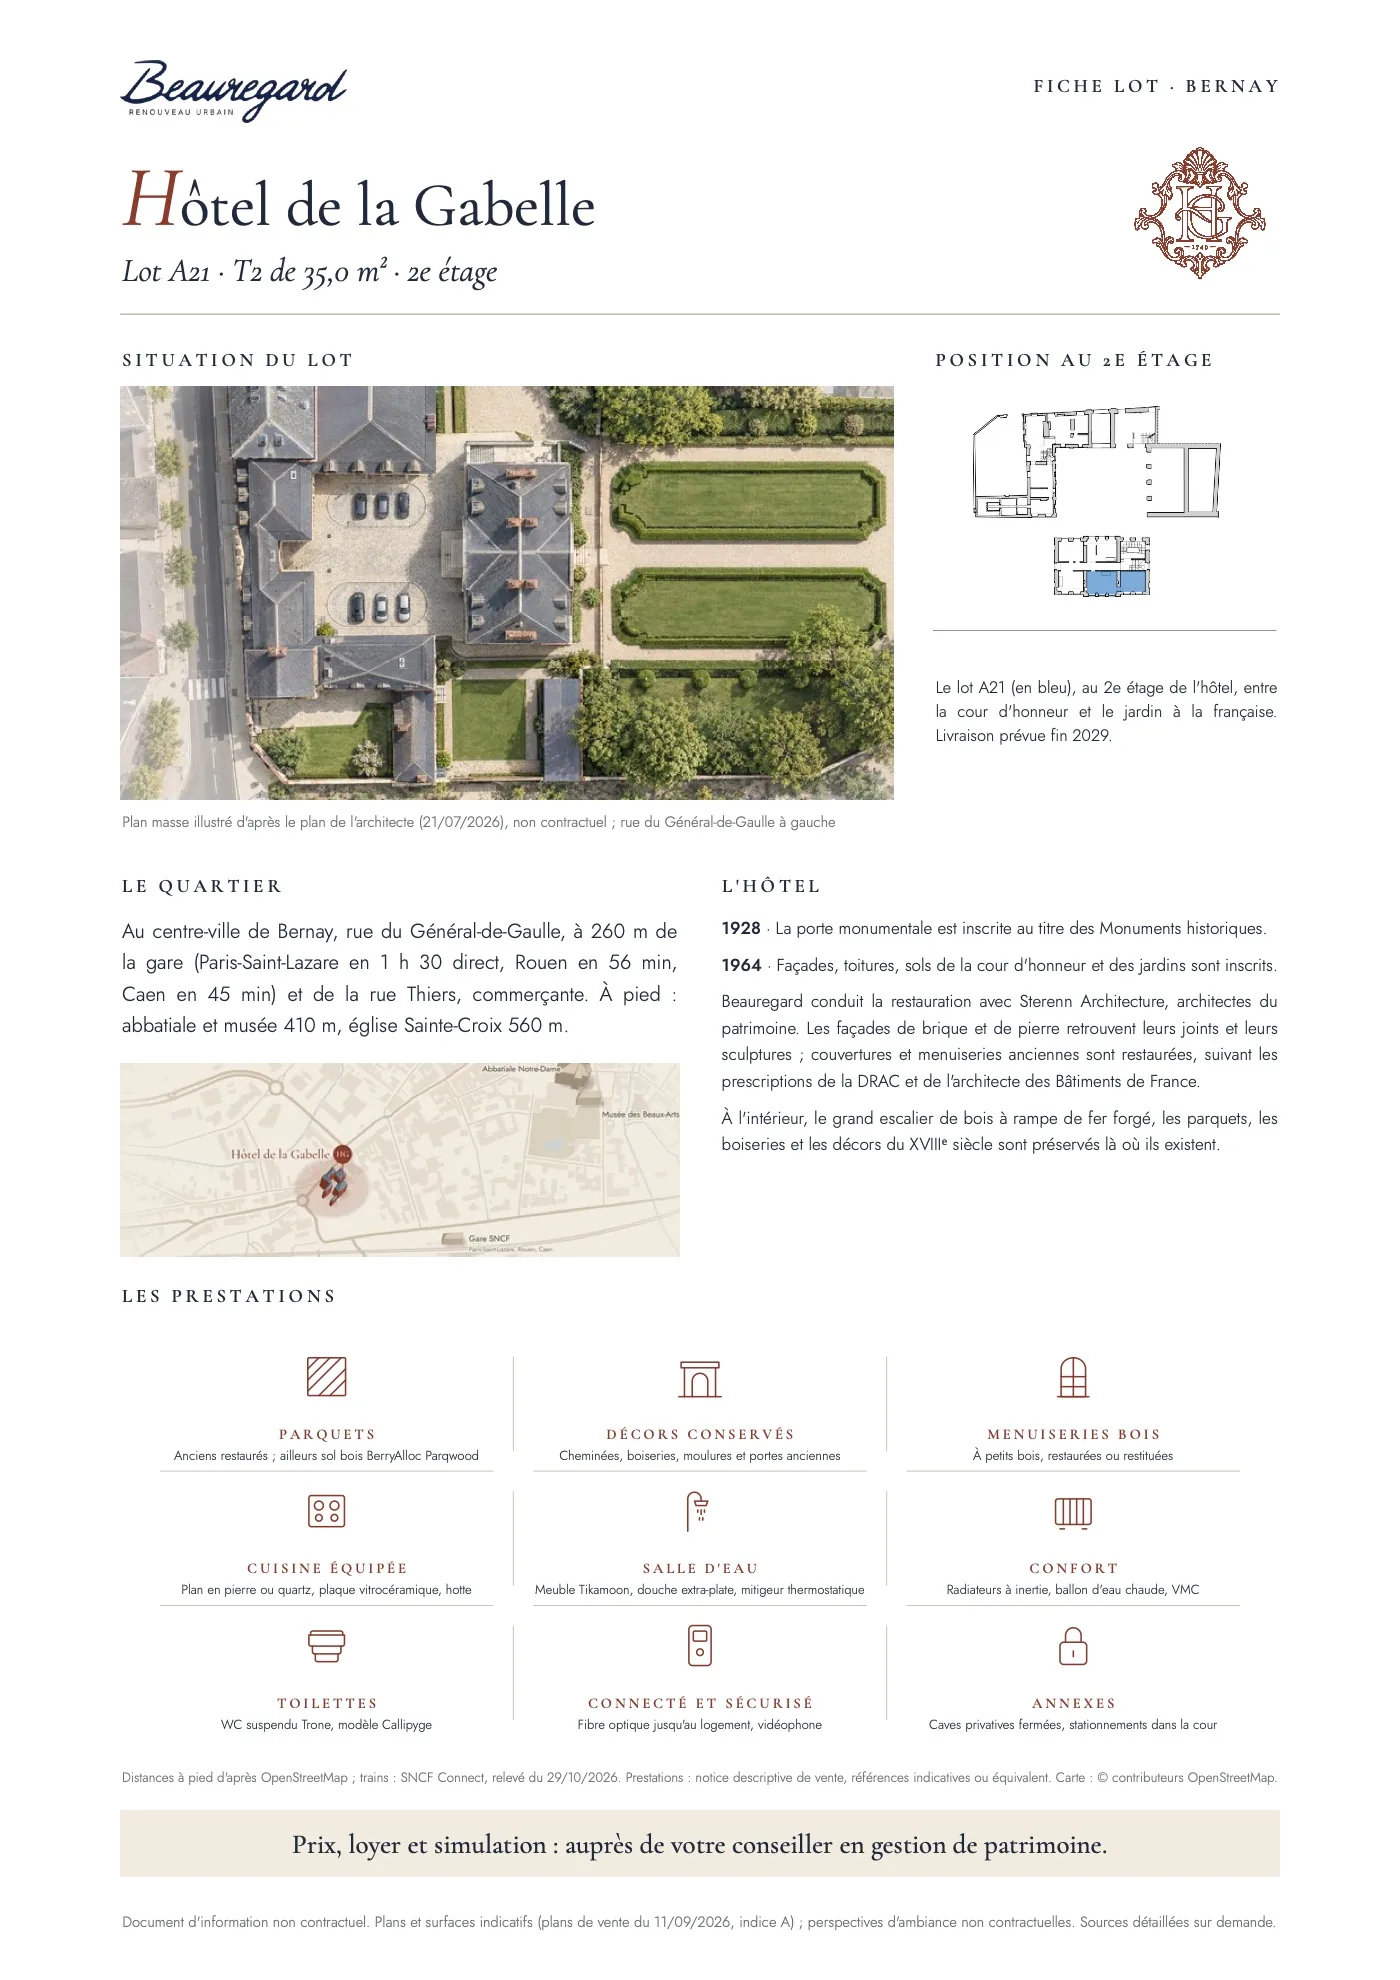 Beauregard
RENOUVEAU URBAIN
FICHE LOT · BERNAY
Hôtel de la Gabelle
Lot A21 · T2 de 35,0 m² · 2e étage
HG
1740
SITUATION DU LOT
POSITION AU 2E ÉTAGE
Le lot A21 (en bleu), au 2e étage de l'hôtel, entre
la cour d'honneur et le jardin à la française.
Livraison prévue fin 2029.
Plan masse illustré d'après le plan de l'architecte (21/07/2026), non contractuel ; rue du Général-de-Gaulle à gauche
LE QUARTIER
Au centre-ville de Bernay, rue du Général-de-Gaulle, à 260 m de
la gare (Paris-Saint-Lazare en 1 h 30 direct, Rouen en 56 min,
Caen en 45 min) et de la rue Thiers, commerçante. À pied :
abbatiale et musée 410 m, église Sainte-Croix 560 m.
Abbatiale Notre-Dame
Musée des Beaux-Arts
Hôtel de la Gabelle HG
Gare SNCF
Paris-Saint-Lazare, Rouen, Caen
L'HÔTEL
1928 · La porte monumentale est inscrite au titre des Monuments historiques.
1964 · Façades, toitures, sols de la cour d'honneur et des jardins sont inscrits.
Beauregard conduit la restauration avec Sterenn Architecture, architectes du
patrimoine. Les façades de brique et de pierre retrouvent leurs joints et leurs
sculptures ; couvertures et menuiseries anciennes sont restaurées, suivant les
prescriptions de la DRAC et de l'architecte des Bâtiments de France.
À l'intérieur, le grand escalier de bois à rampe de fer forgé, les parquets, les
boiseries et les décors du XVIIIᵉ siècle sont préservés là où ils existent.
LES PRESTATIONS
PARQUETS
Anciens restaurés ; ailleurs sol bois BerryAlloc Parqwood
DÉCORS CONSERVÉS
Cheminées, boiseries, moulures et portes anciennes
MENUISERIES BOIS
À petits bois, restaurées ou restituées
CUISINE ÉQUIPÉE
Plan en pierre ou quartz, plaque vitrocéramique, hotte
SALLE D'EAU
Meuble Tikamoon, douche extra-plate, mitigeur thermostatique
CONFORT
Radiateurs à inertie, ballon d'eau chaude, VMC
TOILETTES
WC suspendu Trone, modèle Callipyge
CONNECTÉ ET SÉCURISÉ
Fibre optique jusqu'au logement, vidéophone
ANNEXES
Caves privatives fermées, stationnements dans la cour
Distances à pied d'après OpenStreetMap ; trains : SNCF Connect, relevé du 29/10/2026. Prestations : notice descriptive de vente, références indicatives ou équivalent. Carte : © contributeurs OpenStreetMap.
Prix, loyer et simulation : auprès de votre conseiller en gestion de patrimoine.
Document d'information non contractuel. Plans et surfaces indicatifs (plans de vente du 11/09/2026, indice A) ; perspectives d'ambiance non contractuelles. Sources détaillées sur demande.